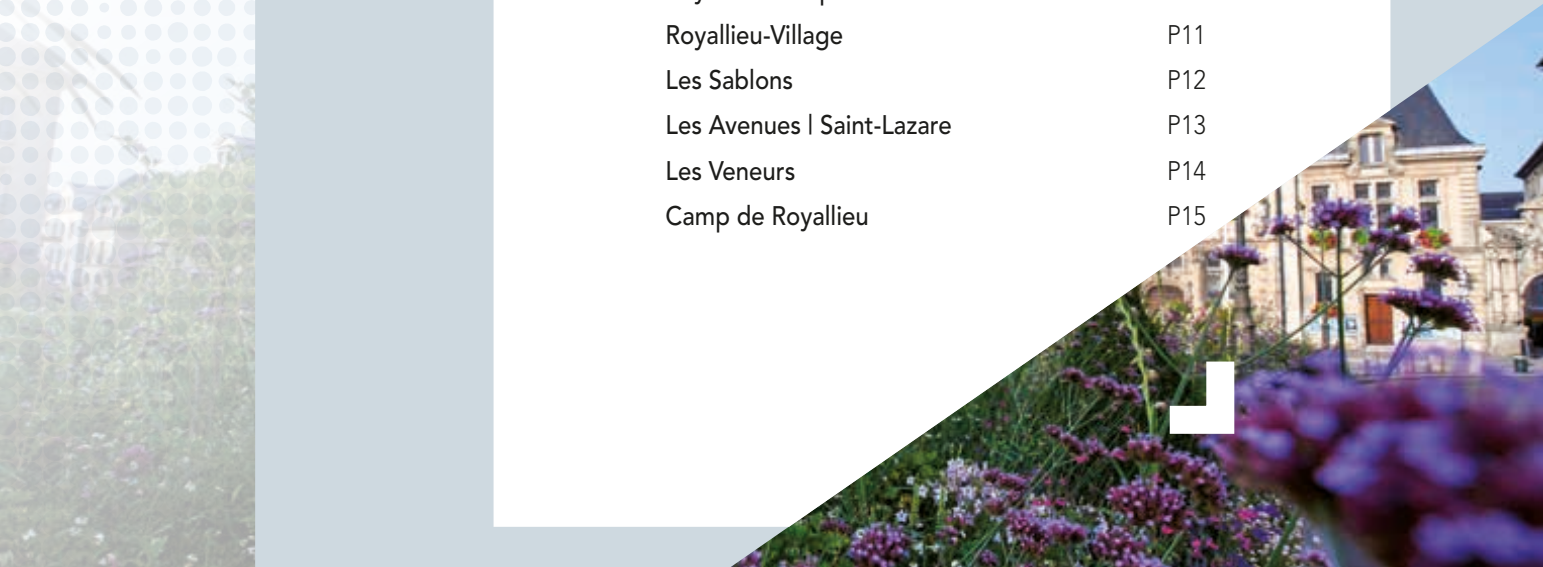 Royallieu-Village P11
Les Sablons P12
Les Avenues | Saint-Lazare P13
Les Veneurs P14
Camp de Royallieu P15